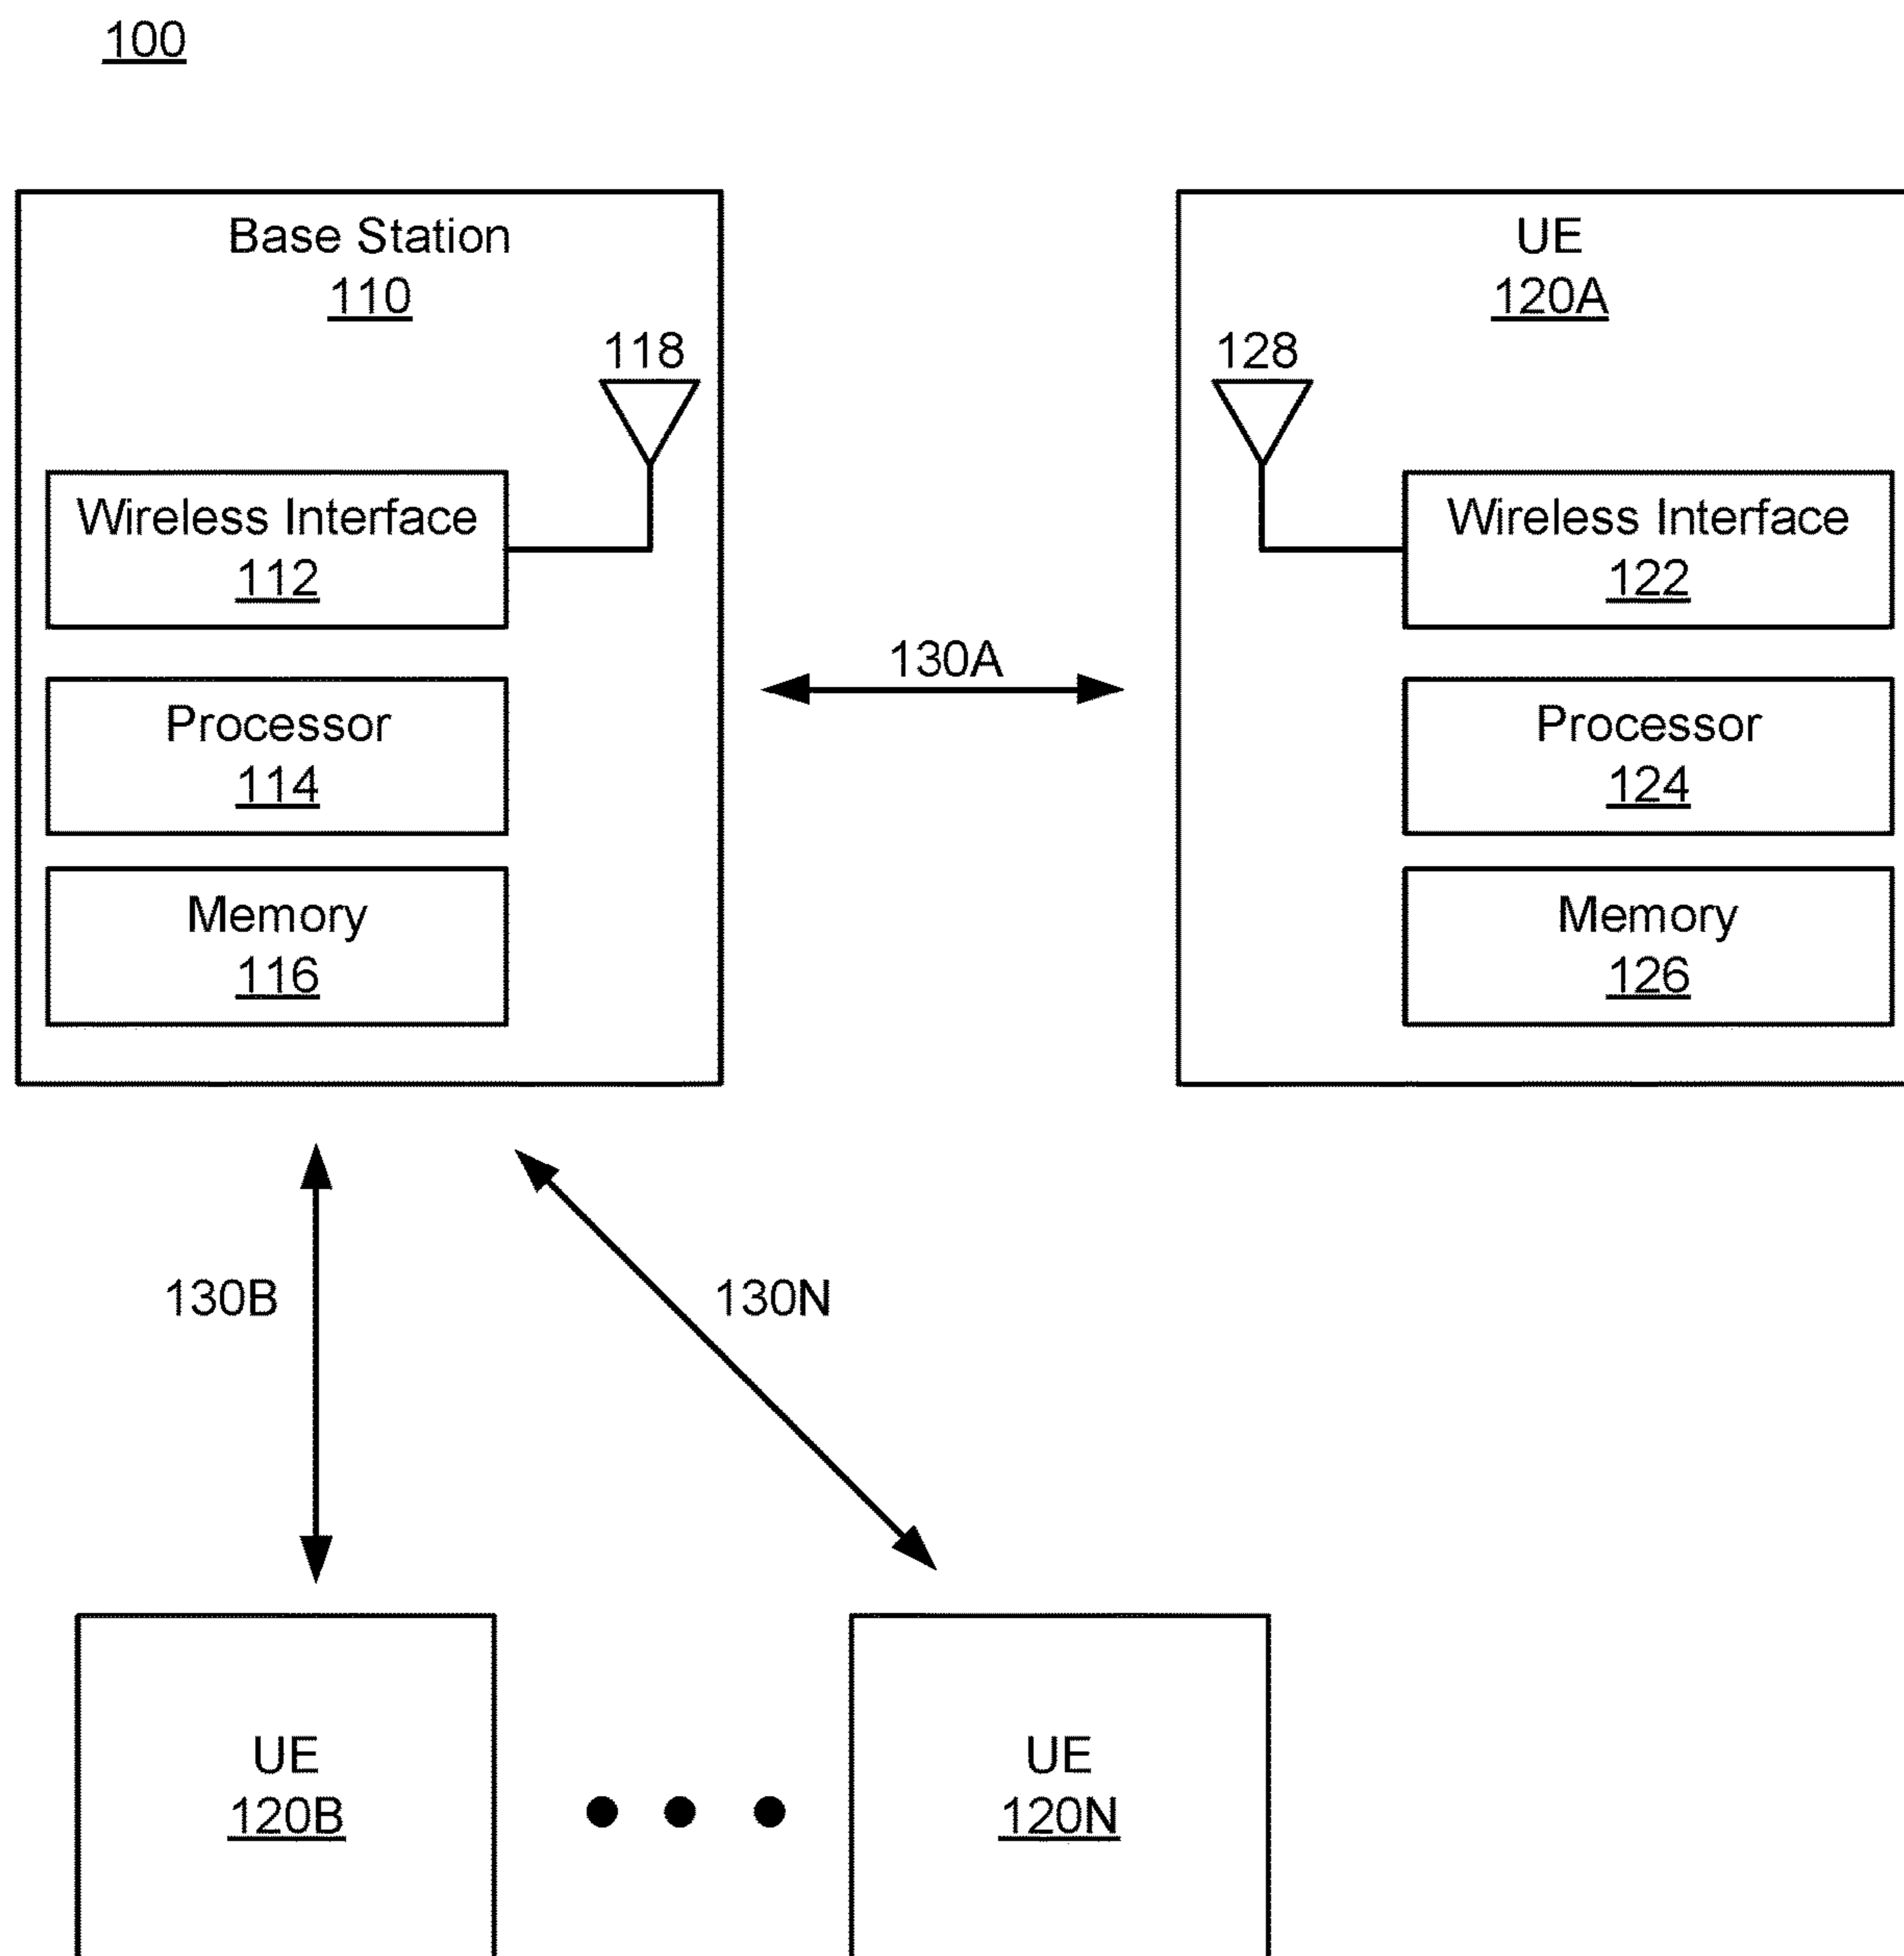 100
Base Station
110
118
Wireless Interface
112
Processor
114
Memory
116
130A
UE
120A
128
Wireless Interface
122
Processor
124
Memory
126
130B
130N
UE
120B
UE
120N